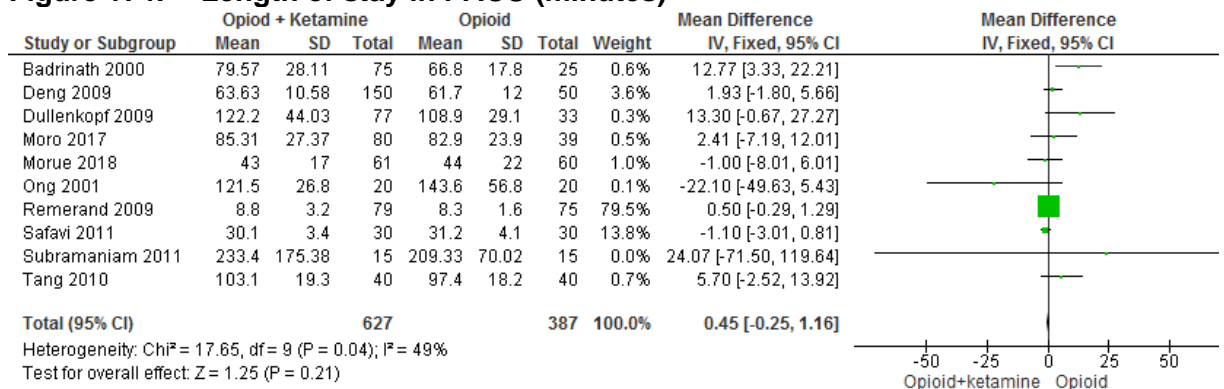 Opiod + Ketamine Opioid Mean Difference Mean Difference
Study or Subgroup Mean SD Total Mean SD Total Weight IV, Fixed, 95% CI IV, Fixed, 95% CI
Badrinath 2000 79.57 28.11 75 66.8 17.8 25 0.6% 12.77 [3.33, 22.21]
Deng 2009 63.63 10.58 150 61.7 12 50 3.6% 1.93 [-1.80, 5.66]
Dullenkopf 2009 122.2 44.03 77 108.9 29.1 33 0.3% 13.30 [-0.67, 27.27]
Moro 2017 85.31 27.37 80 82.9 23.9 39 0.5% 2.41 [-7.19, 12.01]
Morue 2018 43 17 61 44 22 60 1.0% -1.00 [-8.01, 6.01]
Ong 2001 121.5 26.8 20 143.6 56.8 20 0.1% -22.10 [-49.63, 5.43]
Remerand 2009 8.8 3.2 79 8.3 1.6 75 79.5% 0.50 [-0.29, 1.29]
Safavi 2011 30.1 3.4 30 31.2 4.1 30 13.8% -1.10 [-3.01, 0.81]
Subramaniam 2011 233.4 175.38 15 209.33 70.02 15 0.0% 24.07 [-71.50, 119.64]
Tang 2010 103.1 19.3 40 97.4 18.2 40 0.7% 5.70 [-2.52, 13.92]
Total (95% CI) 627 387 100.0% 0.45 [-0.25, 1.16]
Heterogeneity: Chi² = 17.65, df = 9 (P = 0.04); I² = 49%
Test for overall effect: Z = 1.25 (P = 0.21)
-50 -25 0 25 50
Opioid+ketamine Opioid